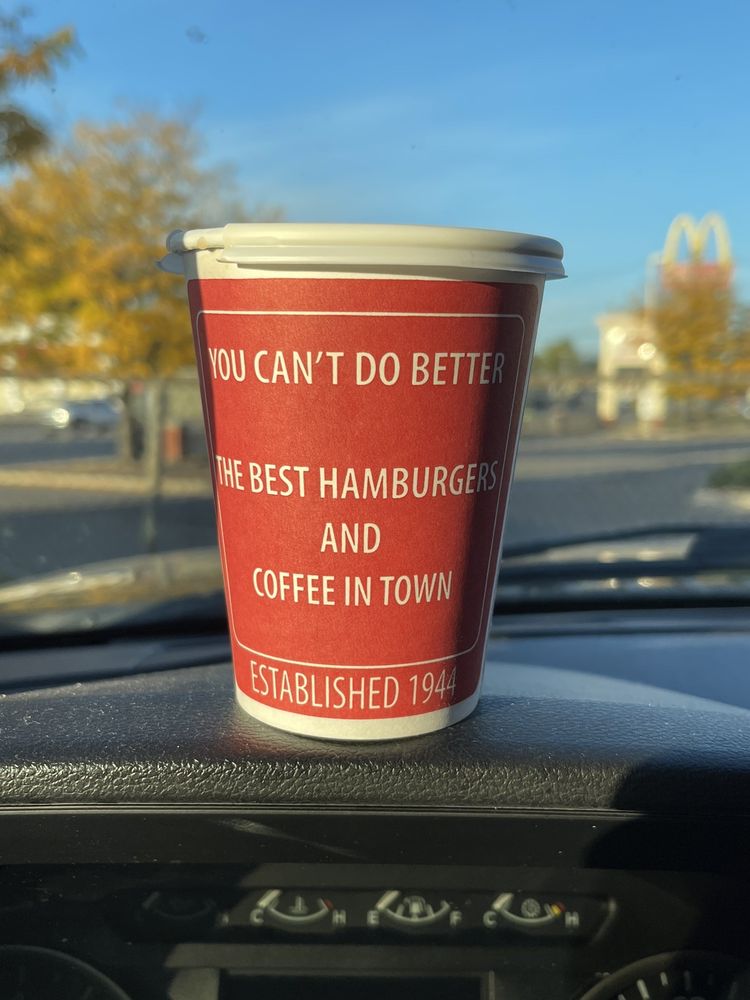 YOU CAN'T DO BETTER
THE BEST HAMBURGERS
AND
COFFEE IN TOWN
ESTABLISHED 1944
C H E F C H